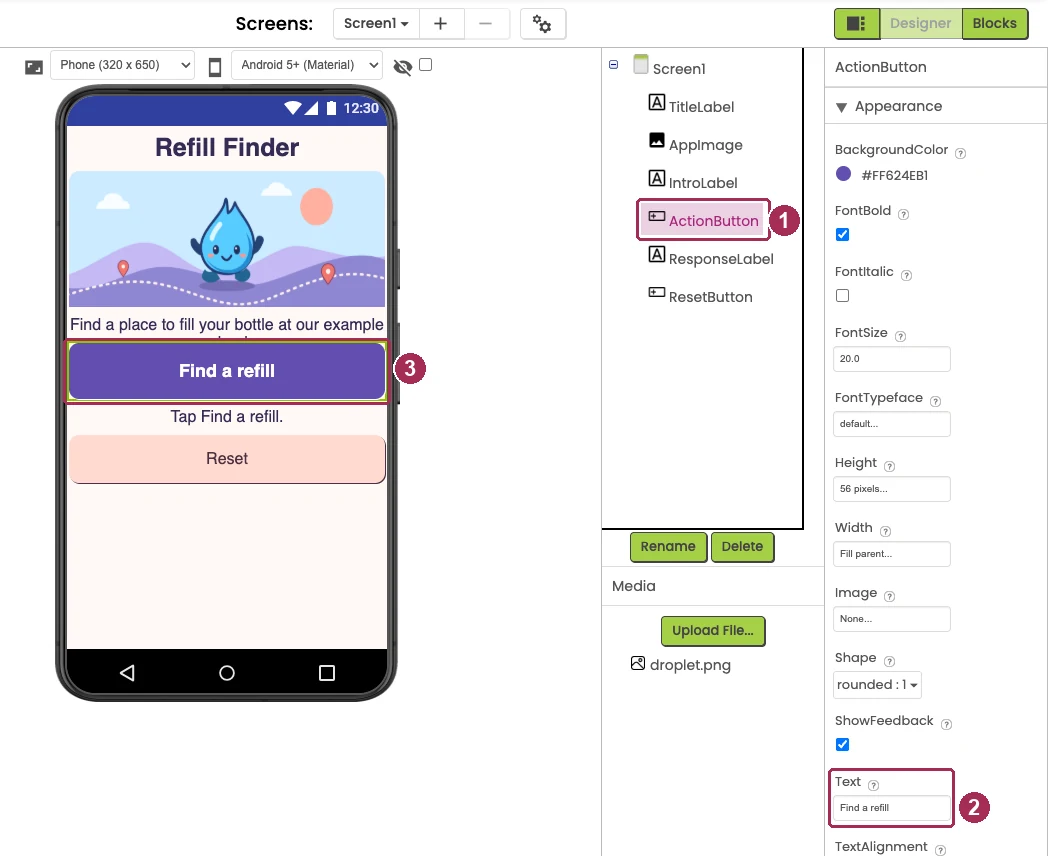 Screens:
Screen1
Designer
Blocks
Phone (320 x 650)
Android 5+ (Material)
12:30
Refill Finder
Find a place to fill your bottle at our example
Find a refill
3
Tap Find a refill.
Reset
Screen1
TitleLabel
AppImage
IntroLabel
ActionButton
1
ResponseLabel
ResetButton
Rename
Delete
Media
Upload File...
droplet.png
ActionButton
Appearance
BackgroundColor ?
#FF624EB1
FontBold ?
FontItalic ?
FontSize ?
20.0
FontTypeface ?
default...
Height ?
56 pixels...
Width ?
Fill parent...
Image ?
None...
Shape ?
rounded : 1
ShowFeedback ?
Text ?
Find a refill
2
TextAlignment ?